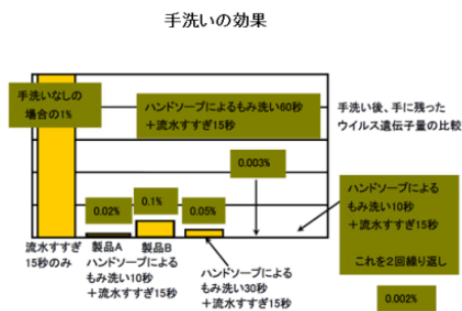 手洗いの効果
手洗いなしの
場合の1%
ハンドソープによるもみ洗い60秒
＋流水すすぎ15秒
手洗い後、手に残った
ウイルス遺伝子量の比較
0.003%
ハンドソープによる
もみ洗い10秒
＋流水すすぎ15秒
これを2回繰り返し
0.02%
0.1%
0.05%
流水すすぎ
15秒のみ
製品A
製品B
ハンドソープによる
もみ洗い10秒
＋流水すすぎ15秒
ハンドソープによる
もみ洗い30秒
＋流水すすぎ15秒
0.002%